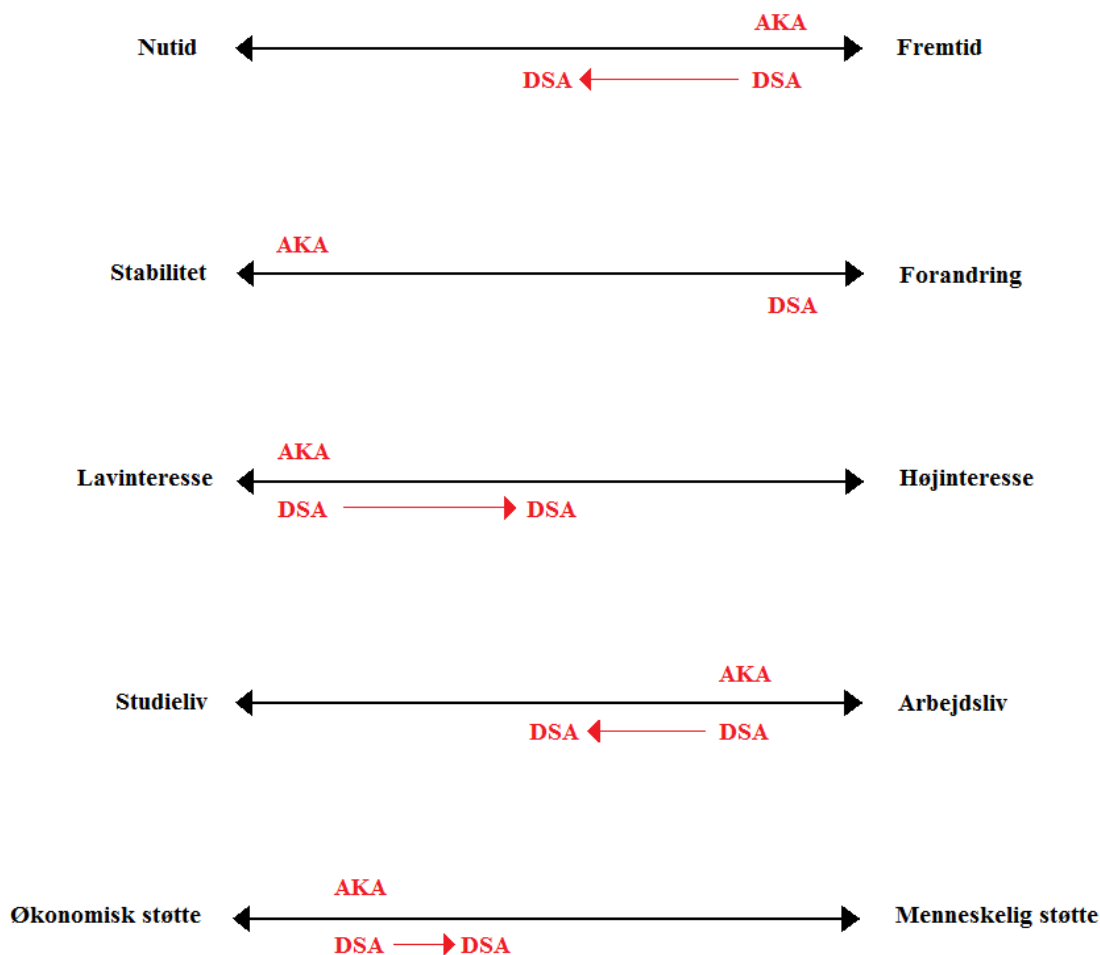 AKA
Nutid Fremtid
DSA DSA
AKA
Stabilitet Forandring
DSA
AKA
Lavinteresse Højinteresse
DSA DSA
AKA
Studieliv Arbejdsliv
DSA DSA
AKA
Økonomisk støtte Menneskelig støtte
DSA DSA